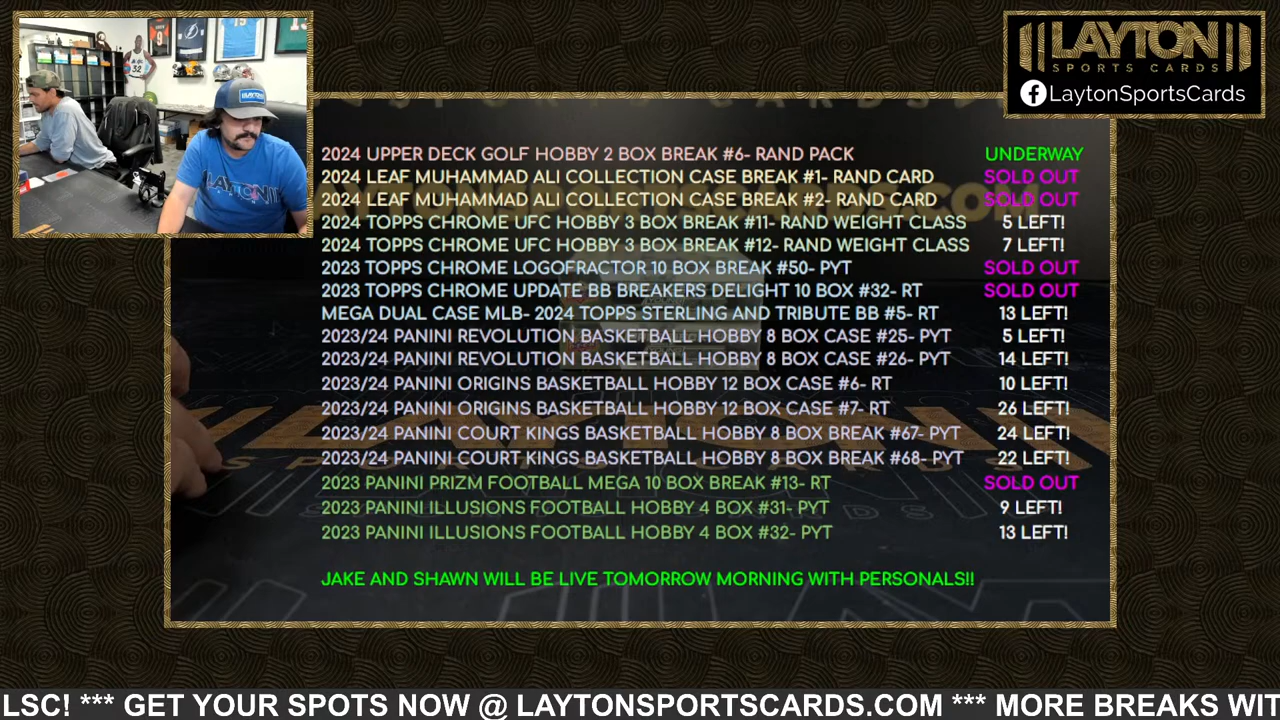 LAYTON
SPORTS CARDS
LaytonSportsCards
2024 UPPER DECK GOLF HOBBY 2 BOX BREAK #6- RAND PACK UNDERWAY
2024 LEAF MUHAMMAD ALI COLLECTION CASE BREAK #1- RAND CARD SOLD OUT
2024 LEAF MUHAMMAD ALI COLLECTION CASE BREAK #2- RAND CARD SOLD OUT
2024 TOPPS CHROME UFC HOBBY 3 BOX BREAK #11- RAND WEIGHT CLASS 5 LEFT!
2024 TOPPS CHROME UFC HOBBY 3 BOX BREAK #12- RAND WEIGHT CLASS 7 LEFT!
2023 TOPPS CHROME LOGOFRACTOR 10 BOX BREAK #50- PYT SOLD OUT
2023 TOPPS CHROME UPDATE BB BREAKERS DELIGHT 10 BOX #32- RT SOLD OUT
MEGA DUAL CASE MLB- 2024 TOPPS STERLING AND TRIBUTE BB #5- RT 13 LEFT!
2023/24 PANINI REVOLUTION BASKETBALL HOBBY 8 BOX CASE #25- PYT 5 LEFT!
2023/24 PANINI REVOLUTION BASKETBALL HOBBY 8 BOX CASE #26- PYT 14 LEFT!
2023/24 PANINI ORIGINS BASKETBALL HOBBY 12 BOX CASE #6- RT 10 LEFT!
2023/24 PANINI ORIGINS BASKETBALL HOBBY 12 BOX CASE #7- RT 26 LEFT!
2023/24 PANINI COURT KINGS BASKETBALL HOBBY 8 BOX BREAK #67- PYT 24 LEFT!
2023/24 PANINI COURT KINGS BASKETBALL HOBBY 8 BOX BREAK #68- PYT 22 LEFT!
2023 PANINI PRIZM FOOTBALL MEGA 10 BOX BREAK #13- RT SOLD OUT
2023 PANINI ILLUSIONS FOOTBALL HOBBY 4 BOX #31- PYT 9 LEFT!
2023 PANINI ILLUSIONS FOOTBALL HOBBY 4 BOX #32- PYT 13 LEFT!
JAKE AND SHAWN WILL BE LIVE TOMORROW MORNING WITH PERSONALS!!
LSC! *** GET YOUR SPOTS NOW @ LAYTONSPORTSCARDS.COM *** MORE BREAKS WIT